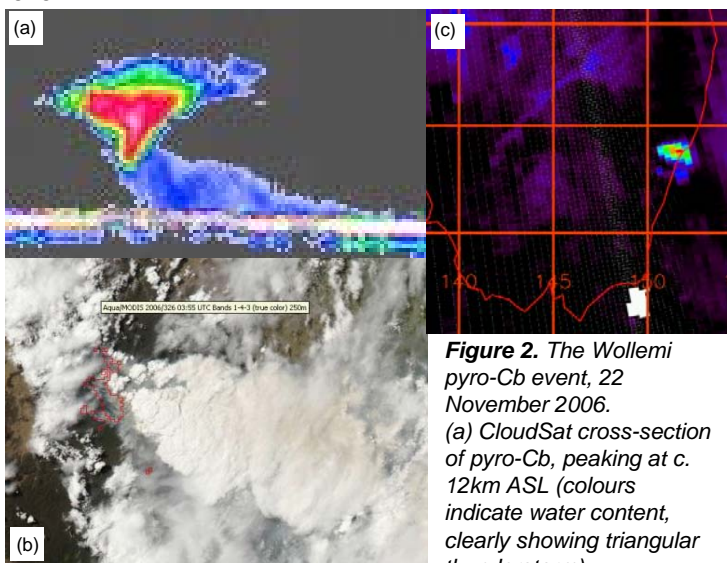 (a)
(c)
140
145
150
Aqua/MODIS 2006/326 03:55 UTC Bands 1-4-3 (true color) 250m
(b)
Figure 2. The Wollemi
pyro-Cb event, 22
November 2006.
(a) CloudSat cross-section
of pyro-Cb, peaking at c.
12km ASL (colours
indicate water content,
clearly showing triangular